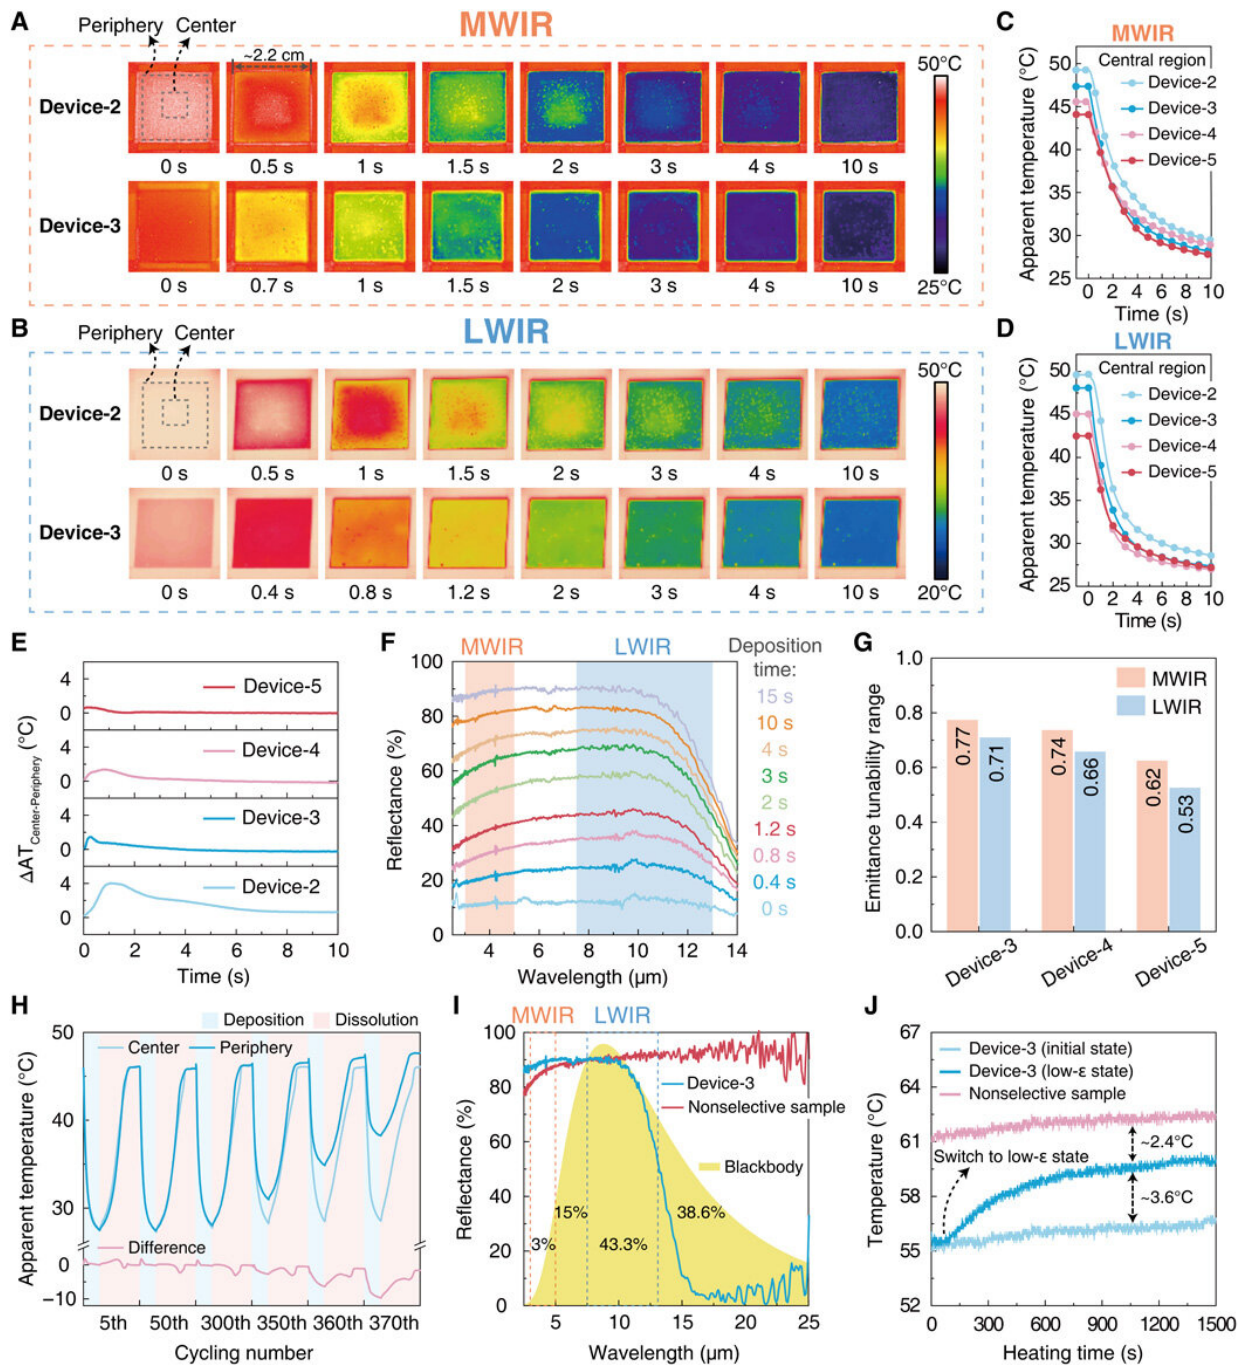 A
Periphery Center
MWIR
~2.2 cm
50°C
Device-2
0 s 0.5 s 1 s 1.5 s 2 s 3 s 4 s 10 s
Device-3
0 s 0.7 s 1 s 1.5 s 2 s 3 s 4 s 10 s
25°C
B
Periphery Center
LWIR
50°C
Device-2
0 s 0.5 s 1 s 1.5 s 2 s 3 s 4 s 10 s
Device-3
0 s 0.4 s 0.8 s 1.2 s 2 s 3 s 4 s 10 s
20°C
C
MWIR
Central region
Device-2
Device-3
Device-4
Device-5
Apparent temperature (°C)
50
45
40
35
30
25
0 2 4 6 8 10
Time (s)
D
LWIR
Central region
Device-2
Device-3
Device-4
Device-5
Apparent temperature (°C)
50
45
40
35
30
25
0 2 4 6 8 10
Time (s)
E
ΔAT Center-Periphery (°C)
4
0
Device-5
4
0
Device-4
4
0
Device-3
4
0
Device-2
0 2 4 6 8 10
Time (s)
F
MWIR LWIR
Deposition
time:
15 s
10 s
4 s
3 s
2 s
1.2 s
0.8 s
0.4 s
0 s
Reflectance (%)
100
80
60
40
20
0
4 6 8 10 12 14
Wavelength (μm)
G
Emittance tunability range
1.0
0.8
0.6
0.4
0.2
0.0
MWIR
LWIR
0.77 0.71 0.74 0.66 0.62 0.53
Device-3 Device-4 Device-5
H
Deposition Dissolution
Center Periphery
Apparent temperature (°C)
50
40
30
0
−10
Difference
5th 50th 300th 350th 360th 370th
Cycling number
I
MWIR LWIR
Reflectance (%)
100
80
60
40
20
0
Device-3
Nonselective sample
Blackbody
15% 38.6%
3% 43.3%
5 10 15 20 25
Wavelength (μm)
J
Temperature (°C)
67
64
61
58
55
52
Device-3 (initial state)
Device-3 (low-ε state)
Nonselective sample
~2.4°C
Switch to low-ε state
~3.6°C
0 300 600 900 1200 1500
Heating time (s)